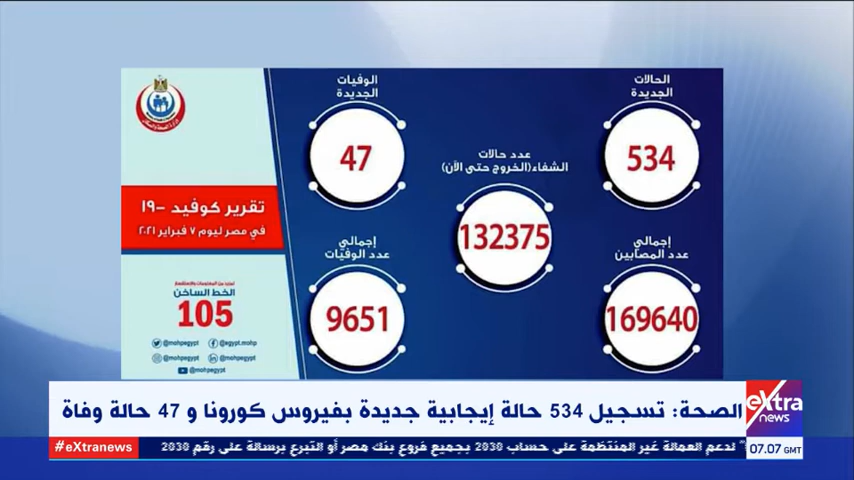 الحالات
الجديدة
534
الوفيات
الجديدة
47
عدد حالات
الشفاء(الخروج حتى الآن)
132375
إجمالي
عدد المصابين
169640
إجمالي
عدد الوفيات
9651
تقرير كوفيد -١٩
في مصر ليوم ٧ فبراير ٢٠٢١
الخط الساخن
105
@mohpegypt
@egypt.mohp
@mohpegypt
@mohpegypt
@mohpegypt
الصحة: تسجيل 534 حالة إيجابية جديدة بفيروس كورونا و 47 حالة وفاة
eXtra
news
#eXtranews
لدعم العمالة غير المنتظمة على حساب 2030 بجميع فروع بنك مصر أو التبرع برسالة على رقم 2030
07.07 GMT